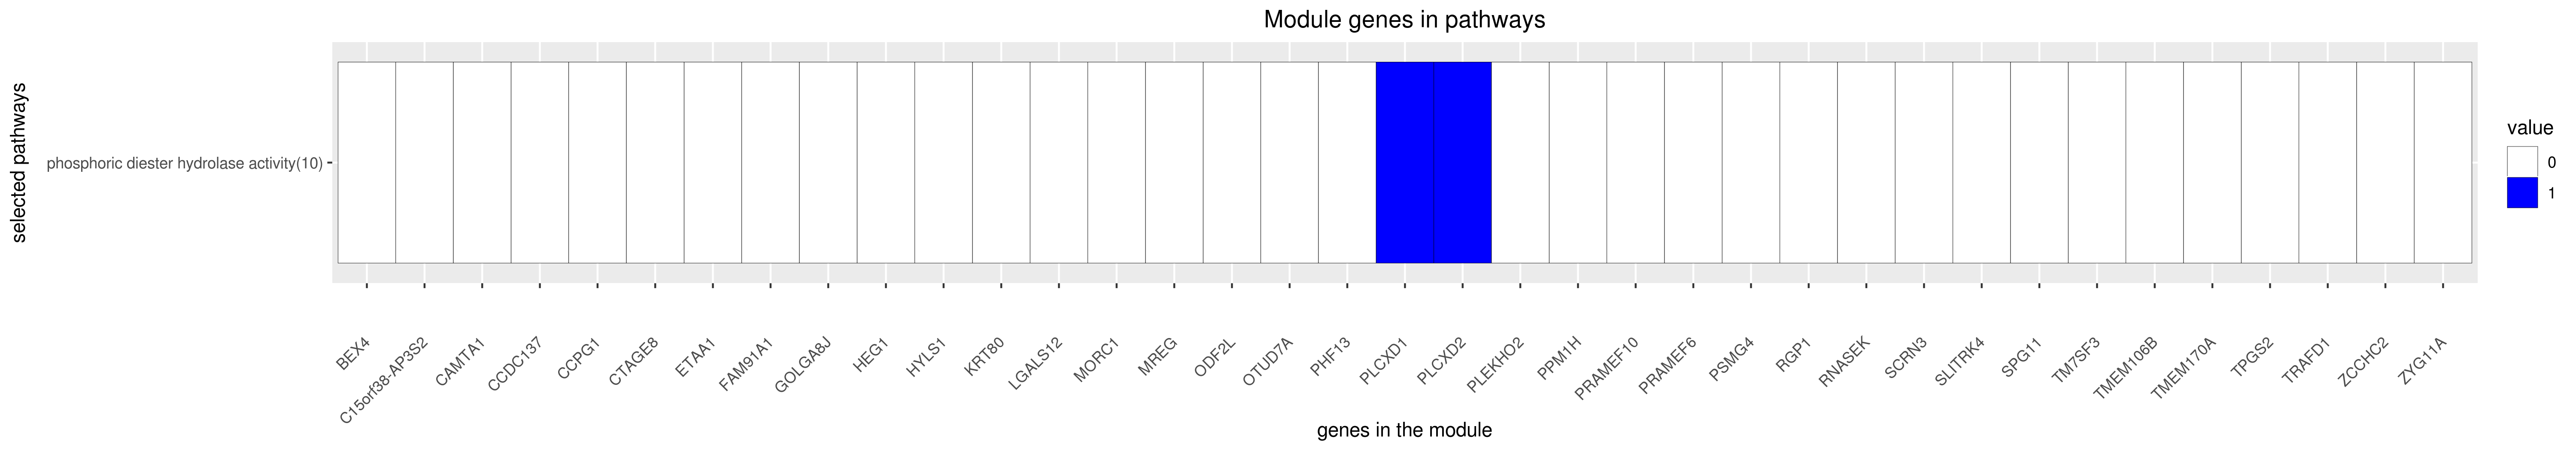 Module genes in pathways
selected pathways
phosphoric diester hydrolase activity(10)
value
0
1
BEX4
C15orf38-AP3S2
CAMTA1
CCDC137
CCPG1
CTAGE8
ETAA1
FAM91A1
GOLGA8J
HEG1
HYLS1
KRT80
LGALS12
MORC1
MREG
ODF2L
OTUD7A
PHF13
PLCXD1
PLCXD2
PLEKHO2
PPM1H
PRAMEF10
PRAMEF6
PSMG4
RGP1
RNASEK
SCRN3
SLITRK4
SPG11
TM7SF3
TMEM106B
TMEM170A
TPGS2
TRAFD1
ZCCHC2
ZYG11A
genes in the module